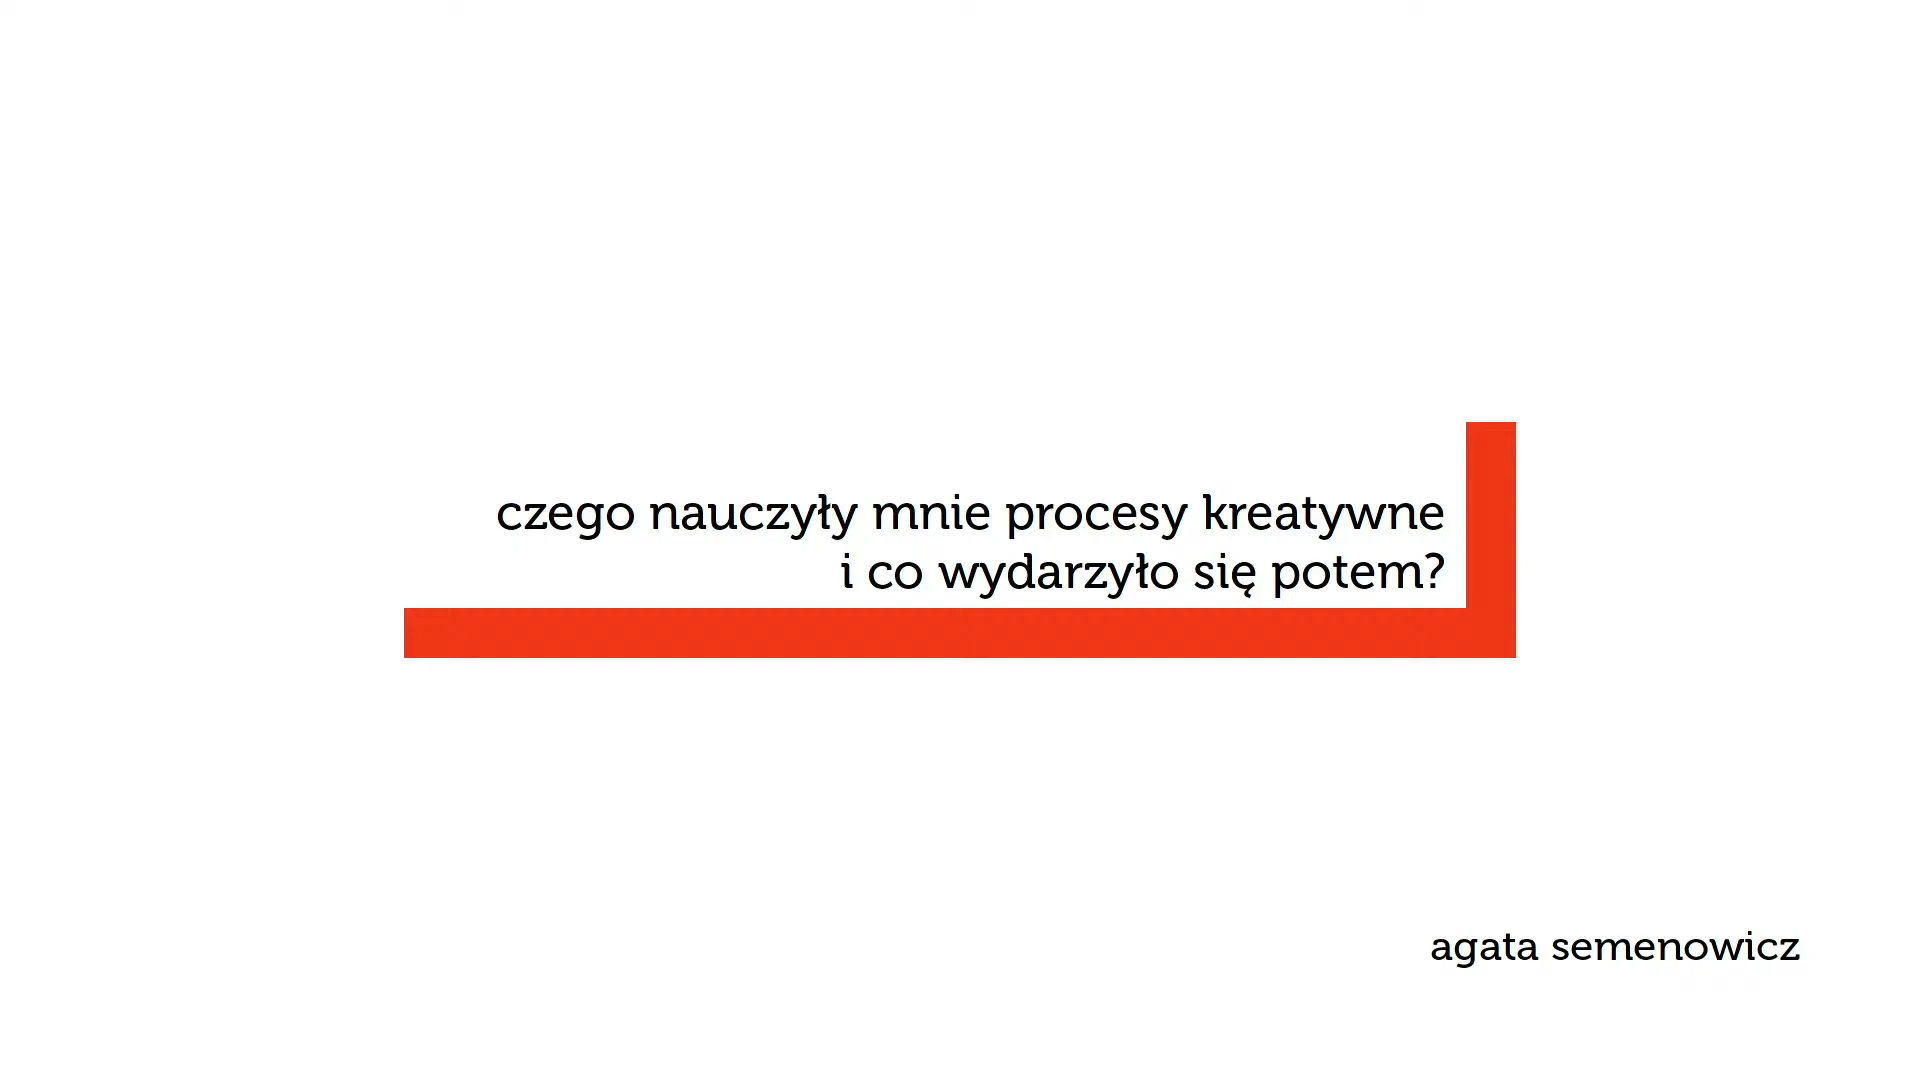 czego nauczyły mnie procesy kreatywne
i co wydarzyło się potem?
agata semenowicz